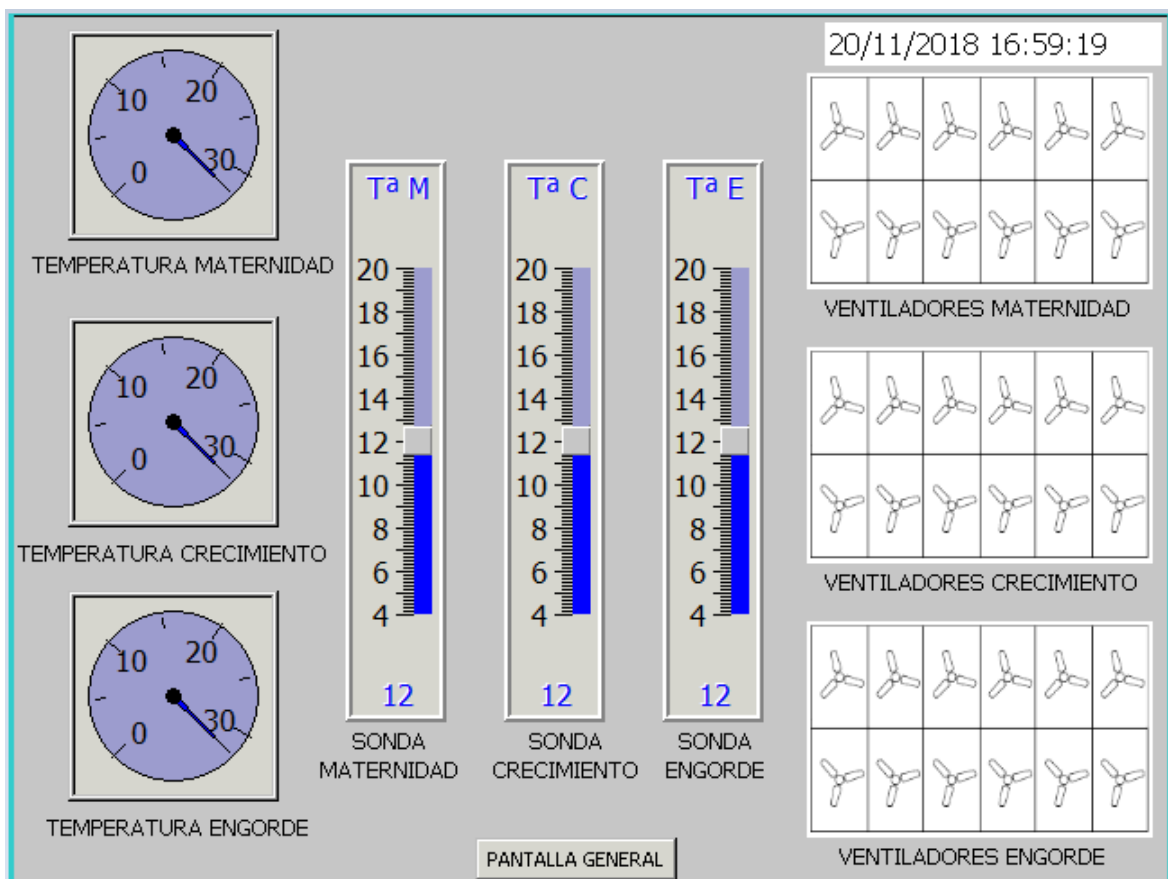 20/11/2018 16:59:19
0
10
20
30
TEMPERATURA MATERNIDAD
0
10
20
30
TEMPERATURA CRECIMIENTO
0
10
20
30
TEMPERATURA ENGORDE
Tª M
20
18
16
14
12
10
8
6
4
12
SONDA
MATERNIDAD
Tª C
20
18
16
14
12
10
8
6
4
12
SONDA
CRECIMIENTO
Tª E
20
18
16
14
12
10
8
6
4
12
SONDA
ENGORDE
VENTILADORES MATERNIDAD
VENTILADORES CRECIMIENTO
VENTILADORES ENGORDE
PANTALLA GENERAL